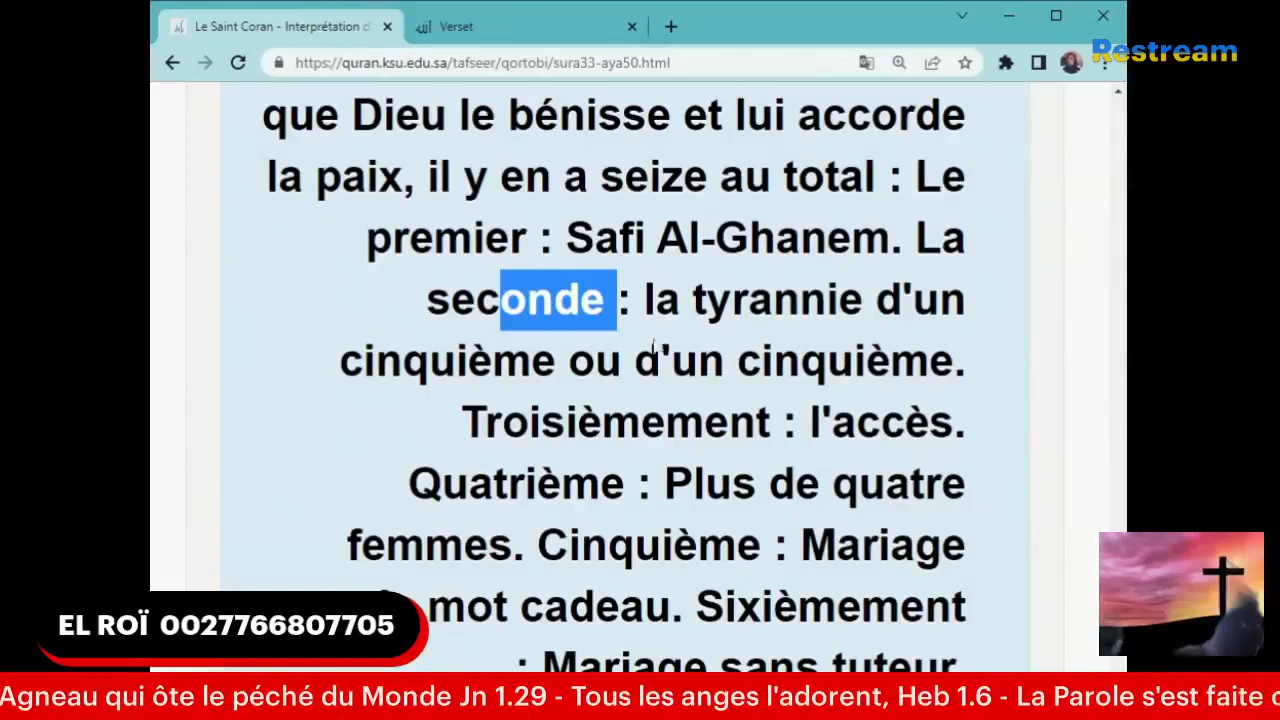 Le Saint Coran - Interprétation d
Verset
https://quran.ksu.edu.sa/tafseer/qortobi/sura33-aya50.html
Restream
que Dieu le bénisse et lui accorde
la paix, il y en a seize au total : Le
premier : Safi Al-Ghanem. La
seconde : la tyrannie d'un
cinquième ou d'un cinquième.
Troisièmement : l'accès.
Quatrième : Plus de quatre
femmes. Cinquième : Mariage
mot cadeau. Sixièmement
: Mariage sans tuteur.
EL ROÏ 0027766807705
Agneau qui ôte le péché du Monde Jn 1.29 - Tous les anges l'adorent, Heb 1.6 - La Parole s'est faite c